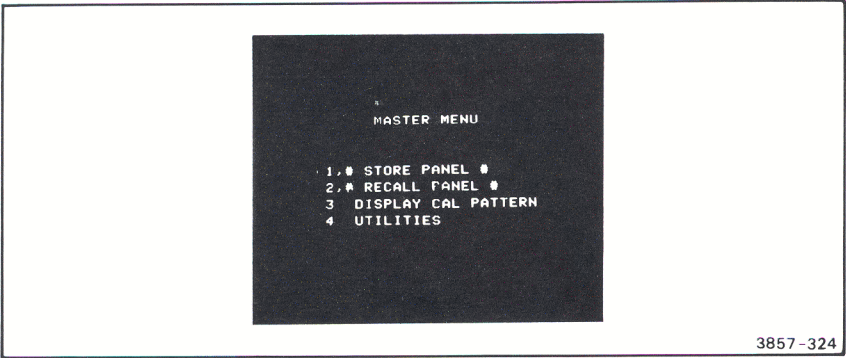 MASTER MENU
1,# STORE PANEL #
2,# RECALL PANEL #
3 DISPLAY CAL PATTERN
4 UTILITIES
3857-324